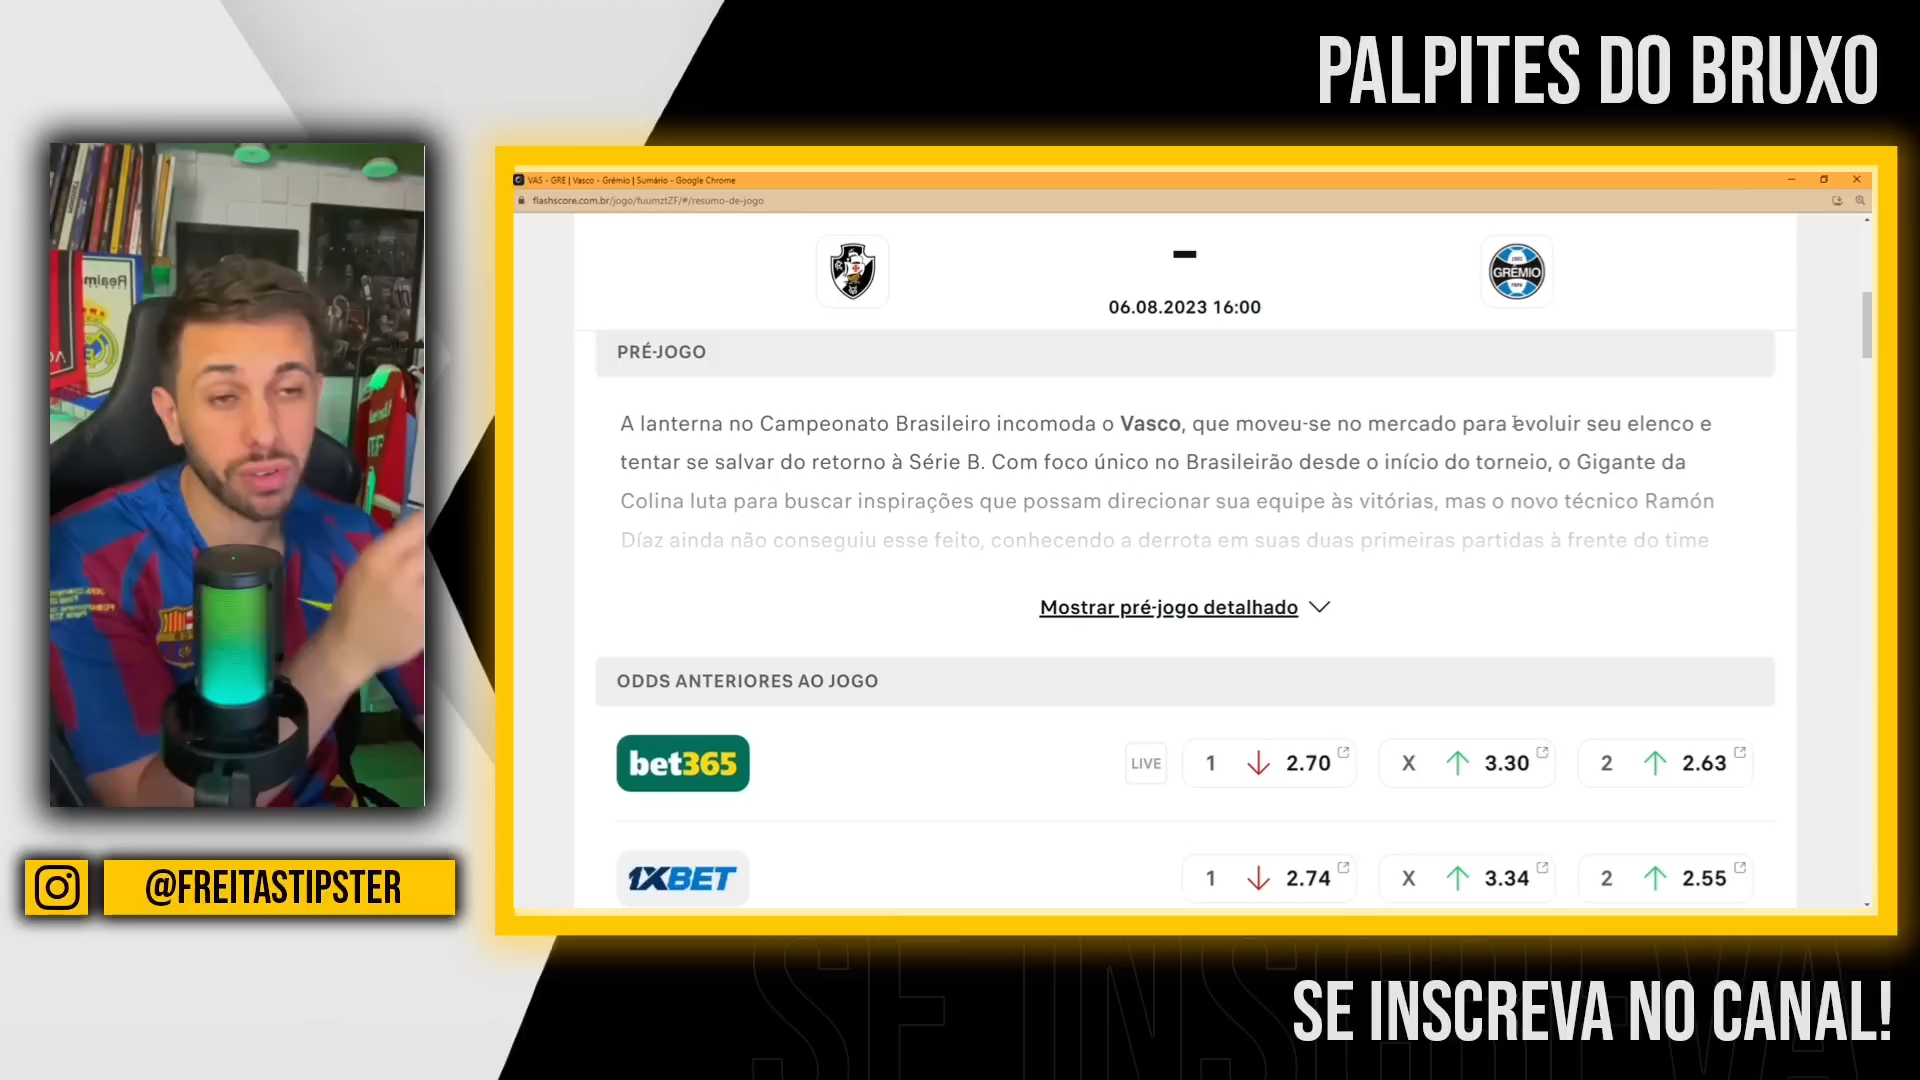 PALPITES DO BRUXO
VAS - GRE | Vasco - Grêmio | Sumário - Google Chrome
flashscore.com.br/jogo/fuumztZF/#/resumo-de-jogo
GRÊMIO
06.08.2023 16:00
PRÉ-JOGO
A lanterna no Campeonato Brasileiro incomoda o Vasco, que moveu-se no mercado para evoluir seu elenco e
tentar se salvar do retorno à Série B. Com foco único no Brasileirão desde o início do torneio, o Gigante da
Colina luta para buscar inspirações que possam direcionar sua equipe às vitórias, mas o novo técnico Ramón
Díaz ainda não conseguiu esse feito, conhecendo a derrota em suas duas primeiras partidas à frente do time
Mostrar pré-jogo detalhado
ODDS ANTERIORES AO JOGO
bet365 LIVE 1 2.70 X 3.30 2 2.63
1XBET 1 2.74 X 3.34 2 2.55
@FREITASTIPSTER
SE INSCREVA NO CANAL!